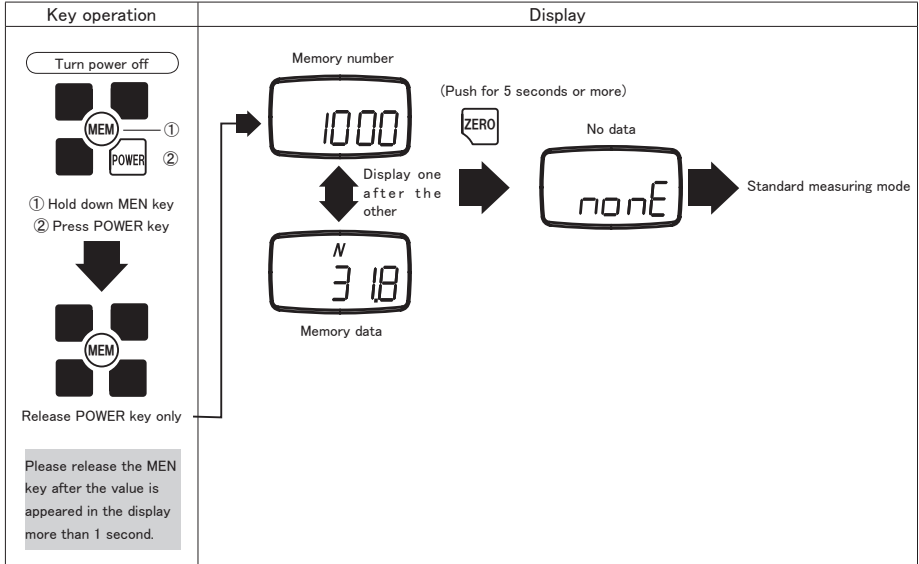 Key operation
Display
Turn power off
MEM
①
POWER
②
① Hold down MEN key
② Press POWER key
MEM
Release POWER key only
Please release the MEN
key after the value is
appeared in the display
more than 1 second.
Memory number
1000
Display one
after the
other
N
31.8
Memory data
(Push for 5 seconds or more)
ZERO
No data
nonE
Standard measuring mode